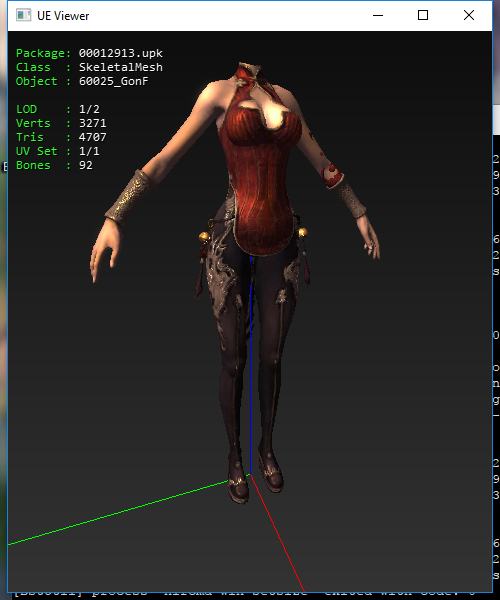 UE Viewer
Package: 00012913.upk
Class : SkeletalMesh
Object : 60025_GonF
LOD : 1/2
Verts : 3271
Tris : 4707
UV Set : 1/1
Bones : 92